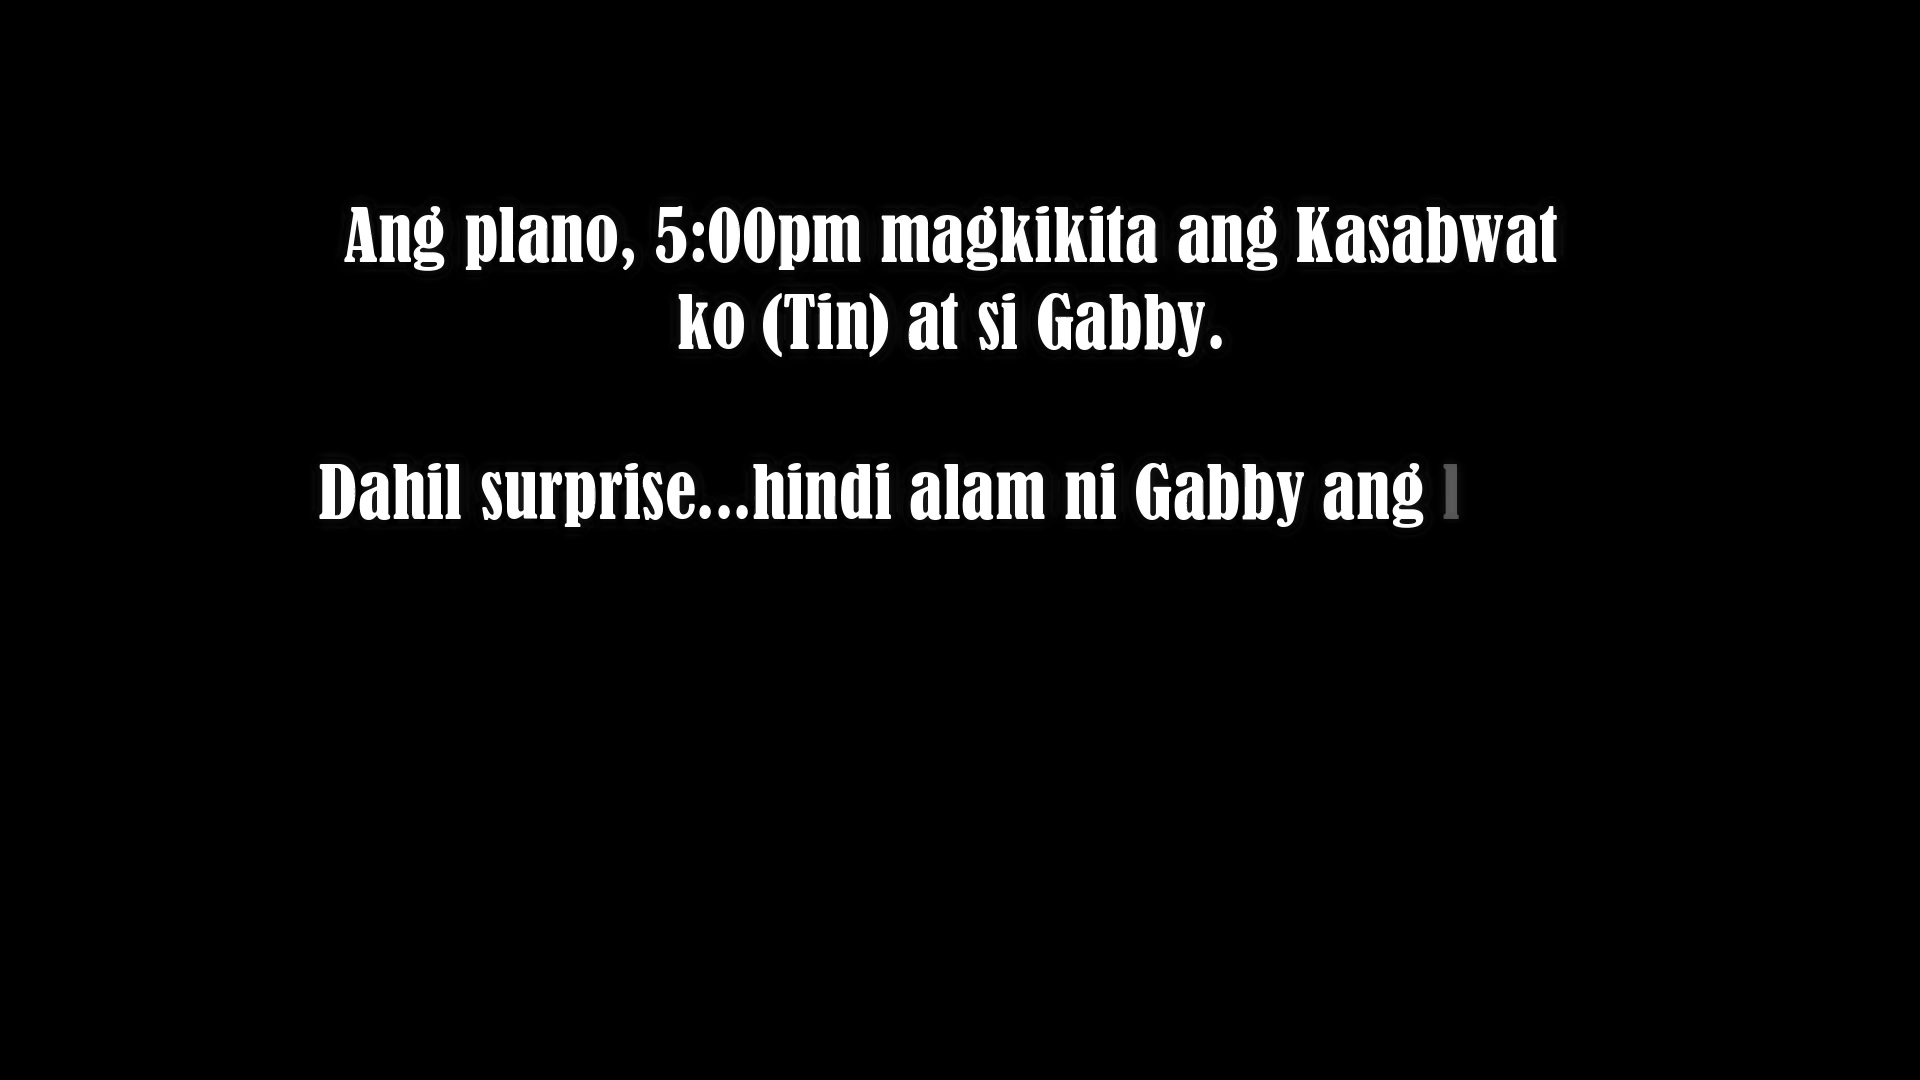 Ang plano, 5:00pm magkikita ang Kasabwat
ko (Tin) at si Gabby.
Dahil surprise...hindi alam ni Gabby ang l